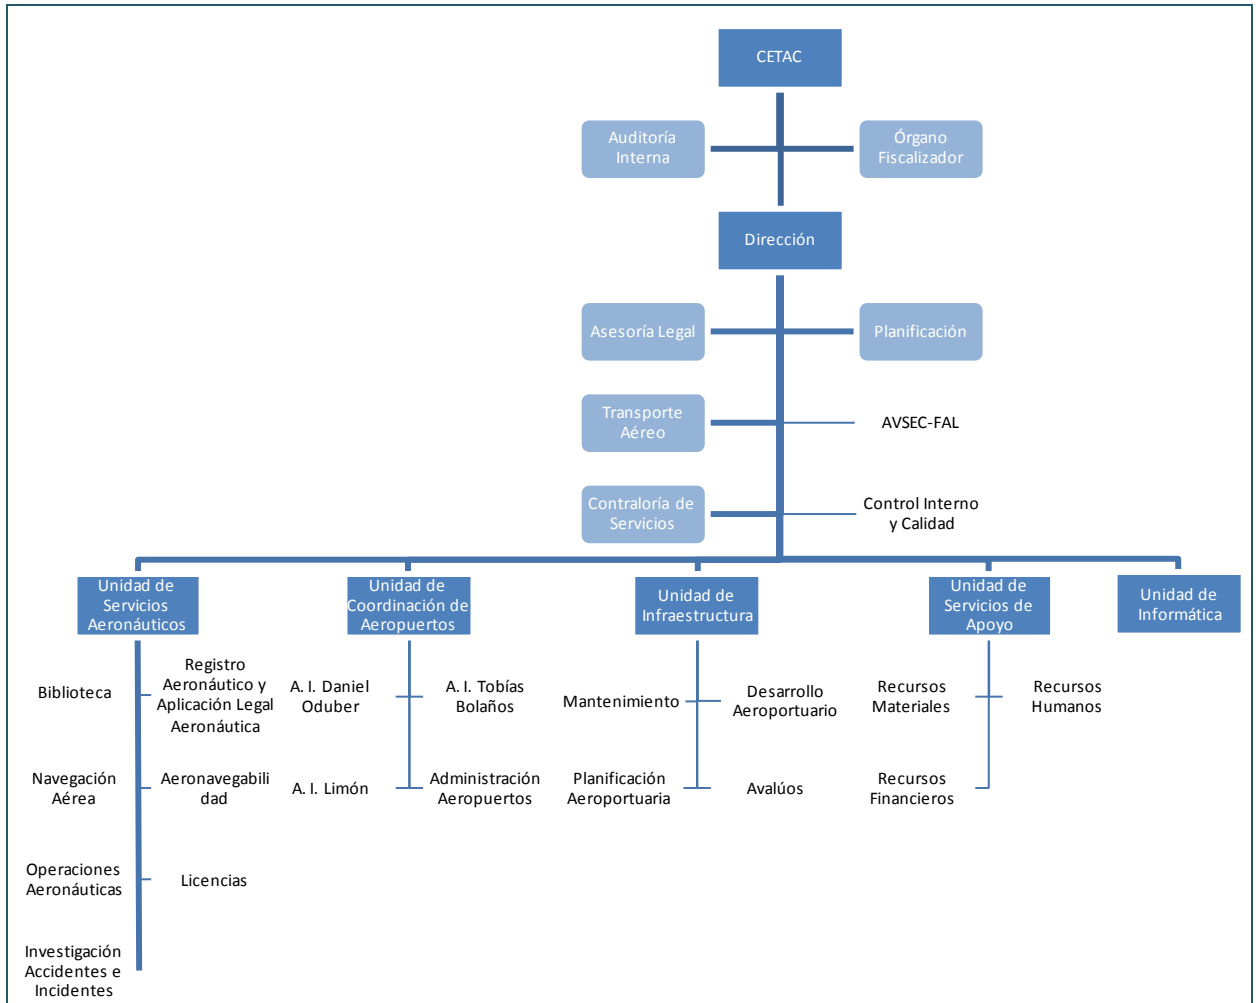 CETAC
Auditoría
Interna
Órgano
Fiscalizador
Dirección
Asesoría Legal
Planificación
Transporte
Aéreo
AVSEC-FAL
Contraloría de
Servicios
Control Interno
y Calidad
Unidad de
Servicios
Aeronáuticos
Unidad de
Coordinación de
Aeropuertos
Unidad de
Infraestructura
Unidad de
Servicios de
Apoyo
Unidad de
Informática
Biblioteca
Registro
Aeronáutico y
Aplicación Legal
Aeronáutica
Navegación
Aérea
Aeronavegabili
dad
Operaciones
Aeronáuticas
Licencias
Investigación
Accidentes e
Incidentes
A. I. Daniel
Oduber
A. I. Tobías
Bolaños
A. I. Limón
Administración
Aeropuertos
Mantenimiento
Desarrollo
Aeroportuario
Planificación
Aeroportuaria
Avalúos
Recursos
Materiales
Recursos
Humanos
Recursos
Financieros